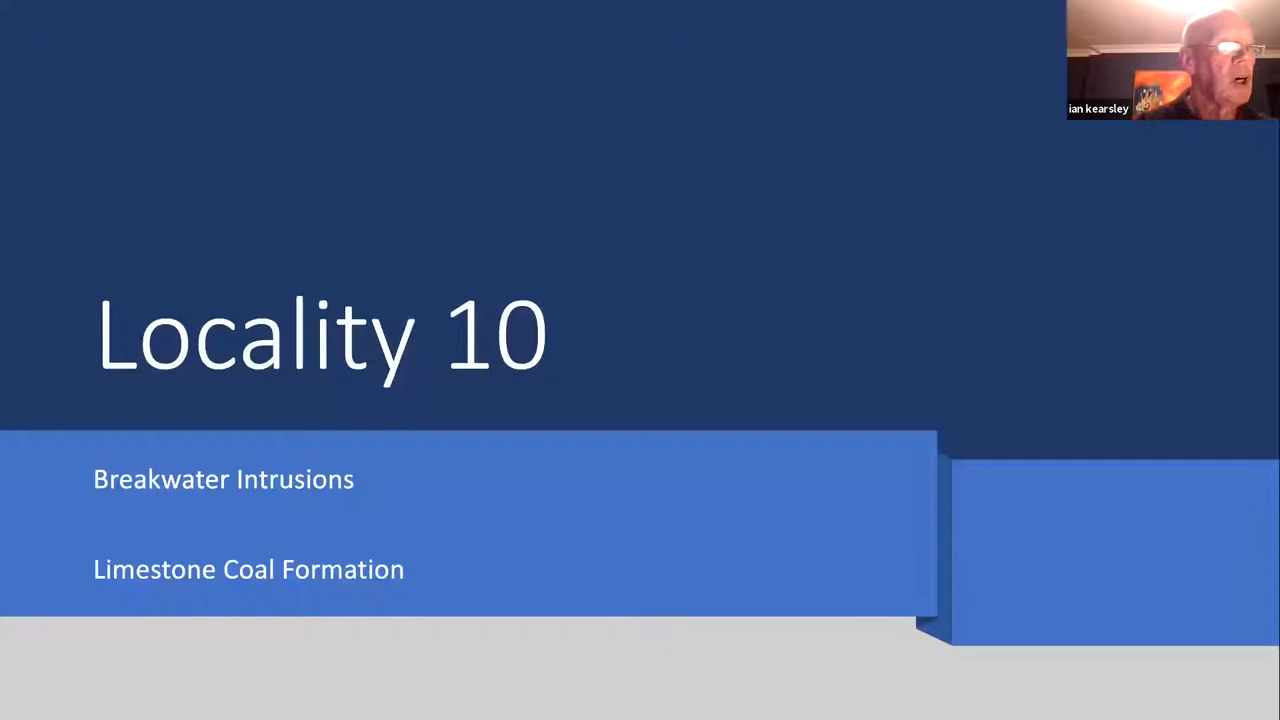 ian kearsley
Locality 10
Breakwater Intrusions
Limestone Coal Formation